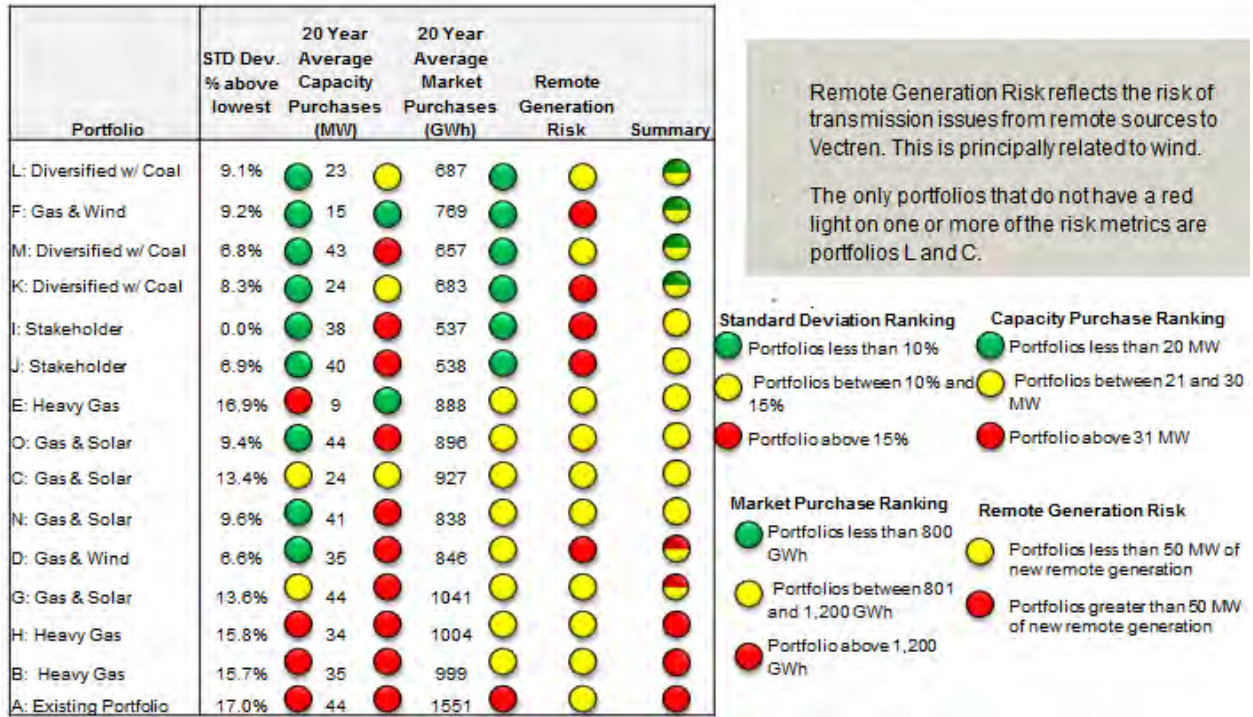 Portfolio STD Dev. % above lowest 20 Year Average Capacity Purchases (MW) 20 Year Average Market Purchases (GWh) Remote Generation Risk Summary
L: Diversified w/ Coal 9.1% 23 687
F: Gas & Wind 9.2% 15 769
M: Diversified w/ Coal 6.8% 43 657
K: Diversified w/ Coal 8.3% 24 683
I: Stakeholder 0.0% 38 537
J: Stakeholder 6.9% 40 538
E: Heavy Gas 16.9% 9 888
O: Gas & Solar 9.4% 44 896
C: Gas & Solar 13.4% 24 927
N: Gas & Solar 9.6% 41 838
D: Gas & Wind 6.6% 35 846
G: Gas & Solar 13.6% 44 1041
H: Heavy Gas 15.8% 34 1004
B: Heavy Gas 15.7% 35 999
A: Existing Portfolio 17.0% 44 1551
Remote Generation Risk reflects the risk of
transmission issues from remote sources to
Vectren. This is principally related to wind.
The only portfolios that do not have a red
light on one or more of the risk metrics are
portfolios L and C.
Standard Deviation Ranking
Portfolios less than 10%
Portfolios between 10% and
15%
Portfolio above 15%
Capacity Purchase Ranking
Portfolios less than 20 MW
Portfolios between 21 and 30
MW
Portfolio above 31 MW
Market Purchase Ranking
Portfolios less than 800
GWh
Portfolios between 801
and 1,200 GWh
Portfolio above 1,200
GWh
Remote Generation Risk
Portfolios less than 50 MW of
new remote generation
Portfolios greater than 50 MW
of new remote generation